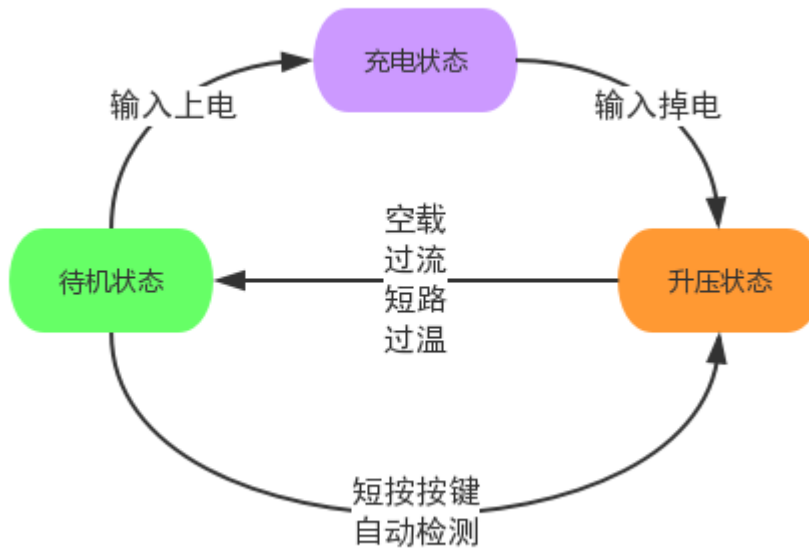 充电状态
输入上电
输入掉电
空载
过流
短路
过温
待机状态
升压状态
短按按键
自动检测